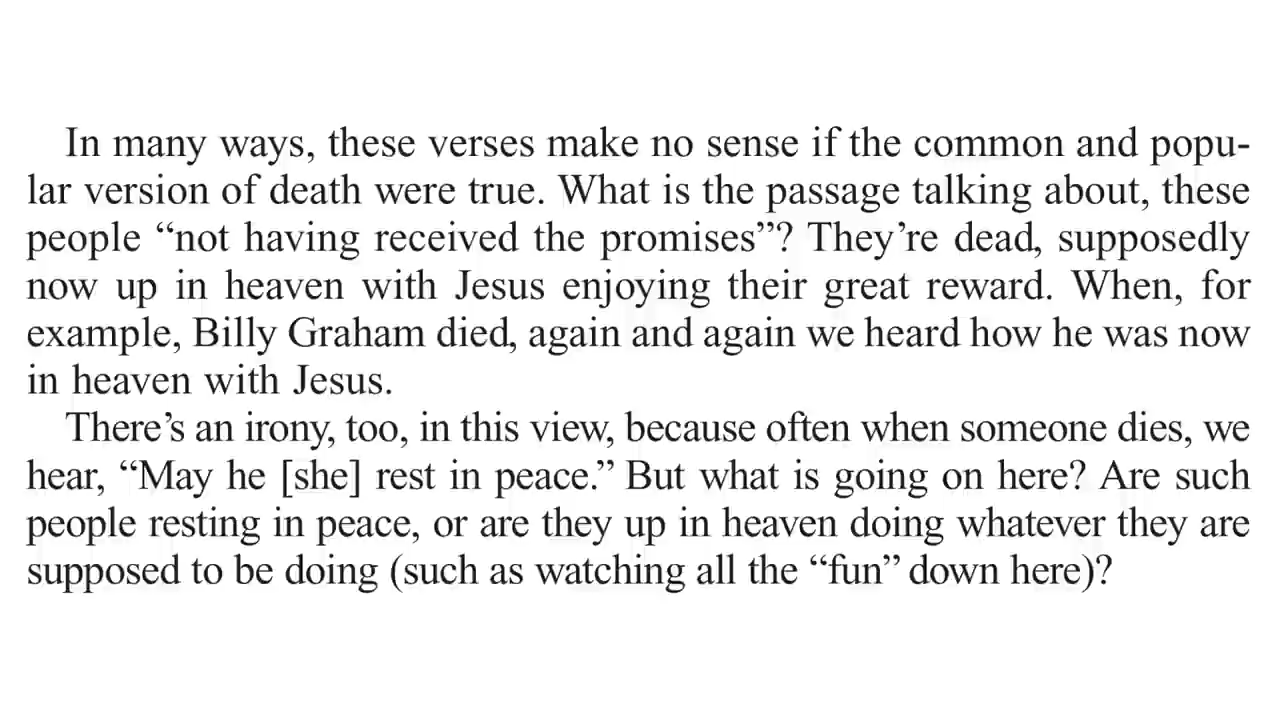 In many ways, these verses make no sense if the common and popu-
lar version of death were true. What is the passage talking about, these
people “not having received the promises”? They’re dead, supposedly
now up in heaven with Jesus enjoying their great reward. When, for
example, Billy Graham died, again and again we heard how he was now
in heaven with Jesus.
There’s an irony, too, in this view, because often when someone dies, we
hear, “May he [she] rest in peace.” But what is going on here? Are such
people resting in peace, or are they up in heaven doing whatever they are
supposed to be doing (such as watching all the “fun” down here)?